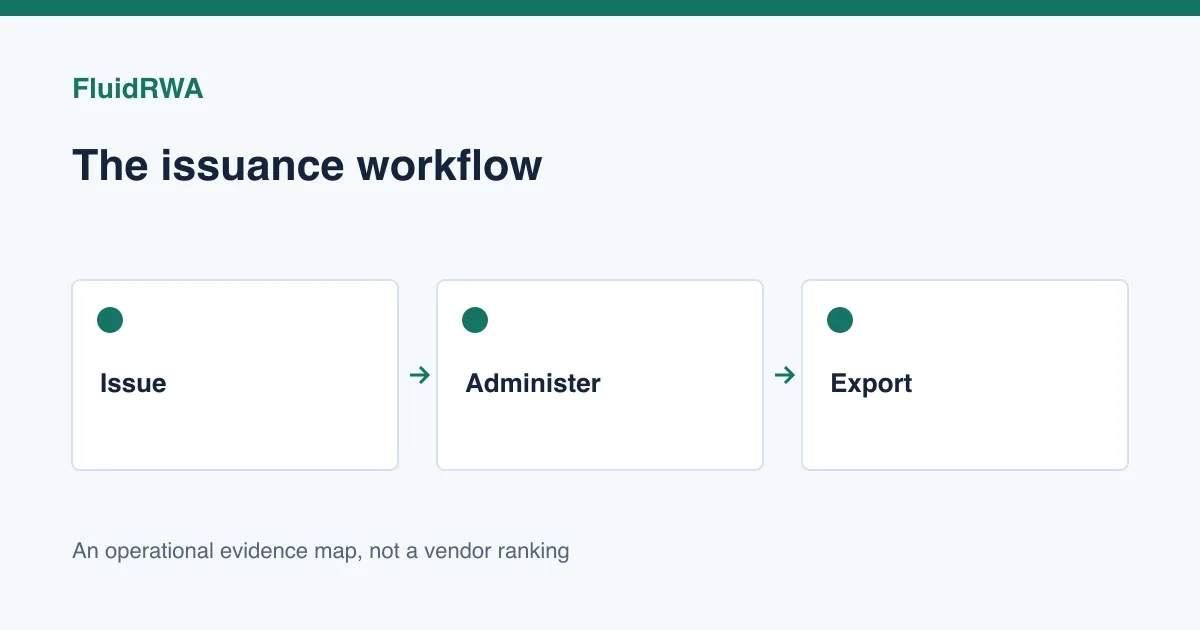 FluidRWA
The issuance workflow
Issue
Administer
Export
An operational evidence map, not a vendor ranking